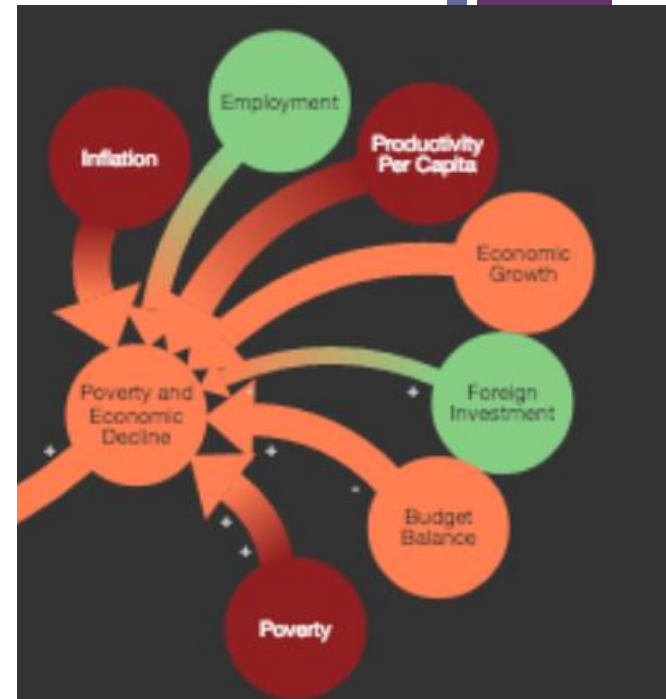 Employment
Inflation
Productivity
Per Capita
Economic
Growth
Poverty and
Economic
Decline
Foreign
Investment
Budget
Balance
Poverty
+
+
+
-
+
+